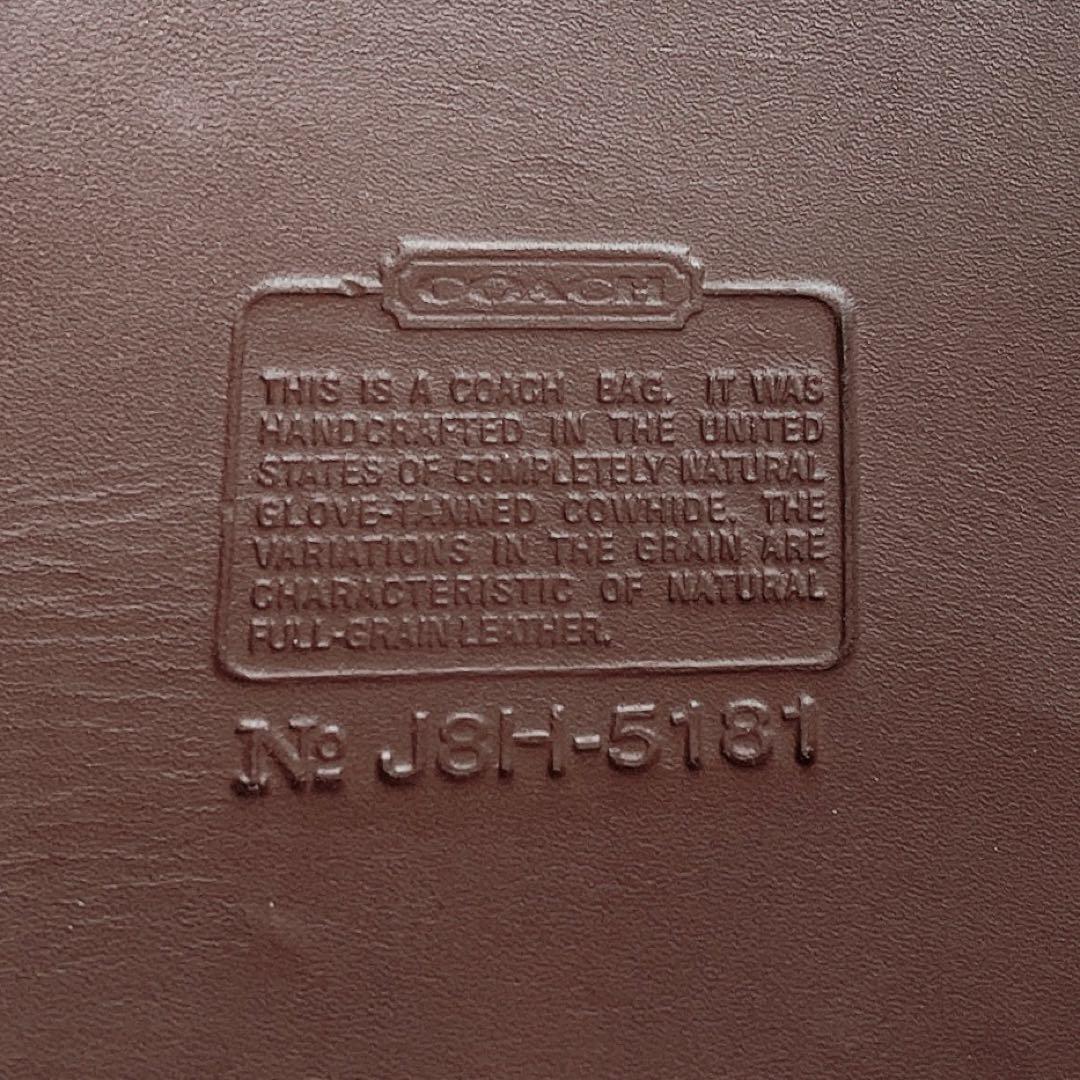 COACH
THIS IS A COACH BAG. IT WAS
HANDCRAFTED IN THE UNITED
STATES OF COMPLETELY NATURAL
GLOVE-TANNED COWHIDE. THE
VARIATIONS IN THE GRAIN ARE
CHARACTERISTIC OF NATURAL
FULL-GRAIN LEATHER.
No J8H-5181